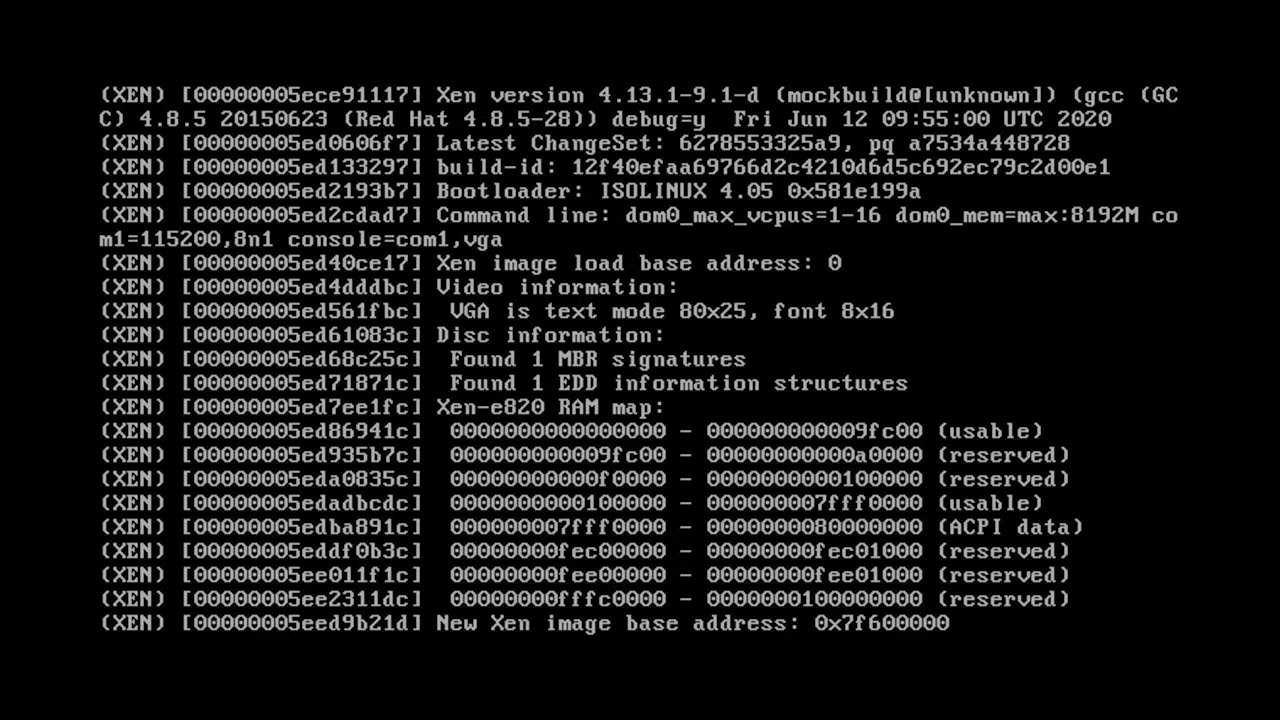 (XEN) [00000005ece91117] Xen version 4.13.1-9.1-d (mockbuild@[unknown]) (gcc (GC
C) 4.8.5 20150623 (Red Hat 4.8.5-28)) debug=y  Fri Jun 12 09:55:00 UTC 2020
(XEN) [00000005ed0606f7] Latest ChangeSet: 6278553325a9, pq a7534a448728
(XEN) [00000005ed133297] build-id: 12f40efaa69766d2c4210d6d5c692ec79c2d00e1
(XEN) [00000005ed2193b7] Bootloader: ISOLINUX 4.05 0x581e199a
(XEN) [00000005ed2cdad7] Command line: dom0_max_vcpus=1-16 dom0_mem=max:8192M co
m1=115200,8n1 console=com1,vga
(XEN) [00000005ed40ce17] Xen image load base address: 0
(XEN) [00000005ed4dddbc] Video information:
(XEN) [00000005ed561fbc]  VGA is text mode 80x25, font 8x16
(XEN) [00000005ed61083c] Disc information:
(XEN) [00000005ed68c25c]  Found 1 MBR signatures
(XEN) [00000005ed71871c]  Found 1 EDD information structures
(XEN) [00000005ed7ee1fc] Xen-e820 RAM map:
(XEN) [00000005ed86941c]  0000000000000000 - 000000000009fc00 (usable)
(XEN) [00000005ed935b7c]  000000000009fc00 - 00000000000a0000 (reserved)
(XEN) [00000005eda0835c]  00000000000f0000 - 0000000000100000 (reserved)
(XEN) [00000005edadbcdc]  0000000000100000 - 000000007fff0000 (usable)
(XEN) [00000005edba891c]  000000007fff0000 - 0000000080000000 (ACPI data)
(XEN) [00000005eddf0b3c]  00000000fec00000 - 00000000fec01000 (reserved)
(XEN) [00000005ee011f1c]  00000000fee00000 - 00000000fee01000 (reserved)
(XEN) [00000005ee2311dc]  00000000fffc0000 - 0000000100000000 (reserved)
(XEN) [00000005eed9b21d] New Xen image base address: 0x7f600000